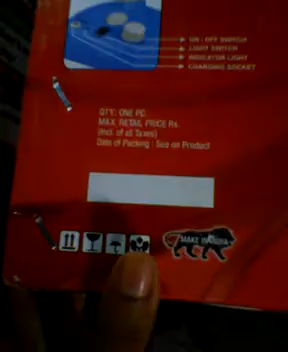 ON - OFF SWITCH
LIGHT SWITCH
INDICATOR LIGHT
CHARGING SOCKET
QTY: ONE PC.
MAX. RETAIL PRICE Rs.
(Incl. of all Taxes)
Date of Packing : See on Product
MAKE IN INDIA